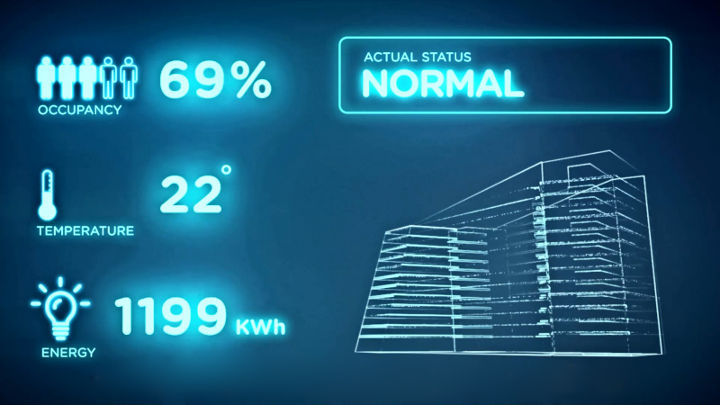 69%
OCCUPANCY
22°
TEMPERATURE
1199 KWh
ENERGY
ACTUAL STATUS
NORMAL